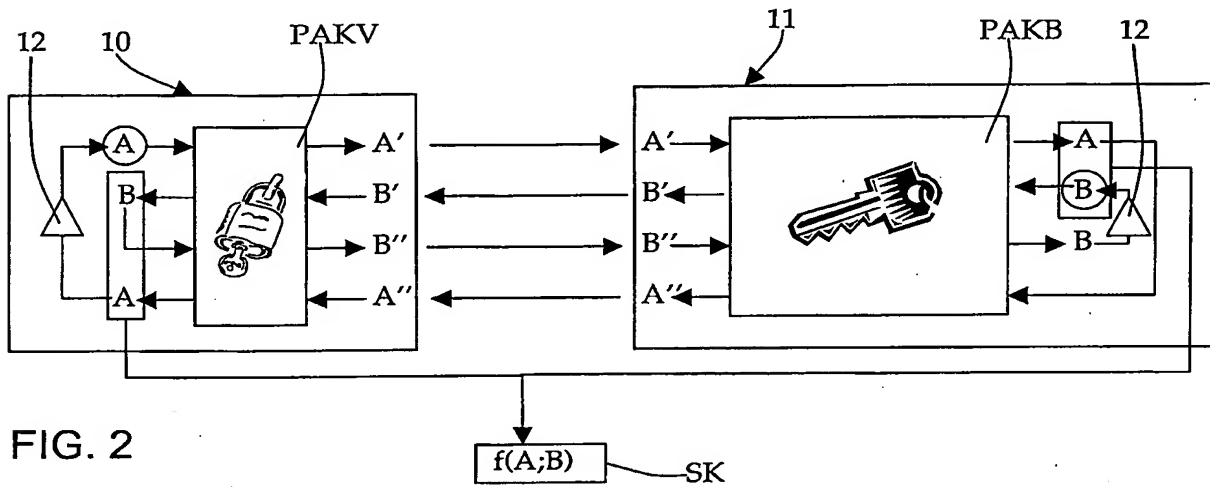 12 10 PAKV 11 PAKB 12
A A′ A′ A
B B′ B′ B
B″ B″ B
A A″ A″
FIG. 2
f(A;B)
SK